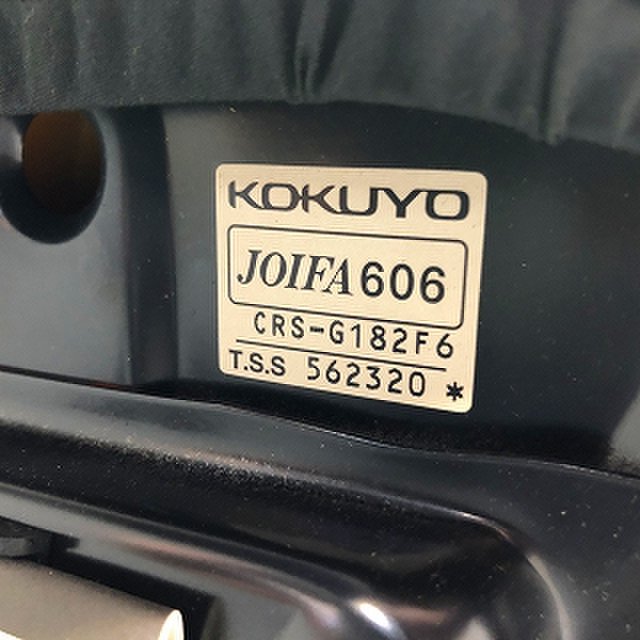 KOKUYO
JOIFA606
CRS-G182F6
T.S.S 562320 *